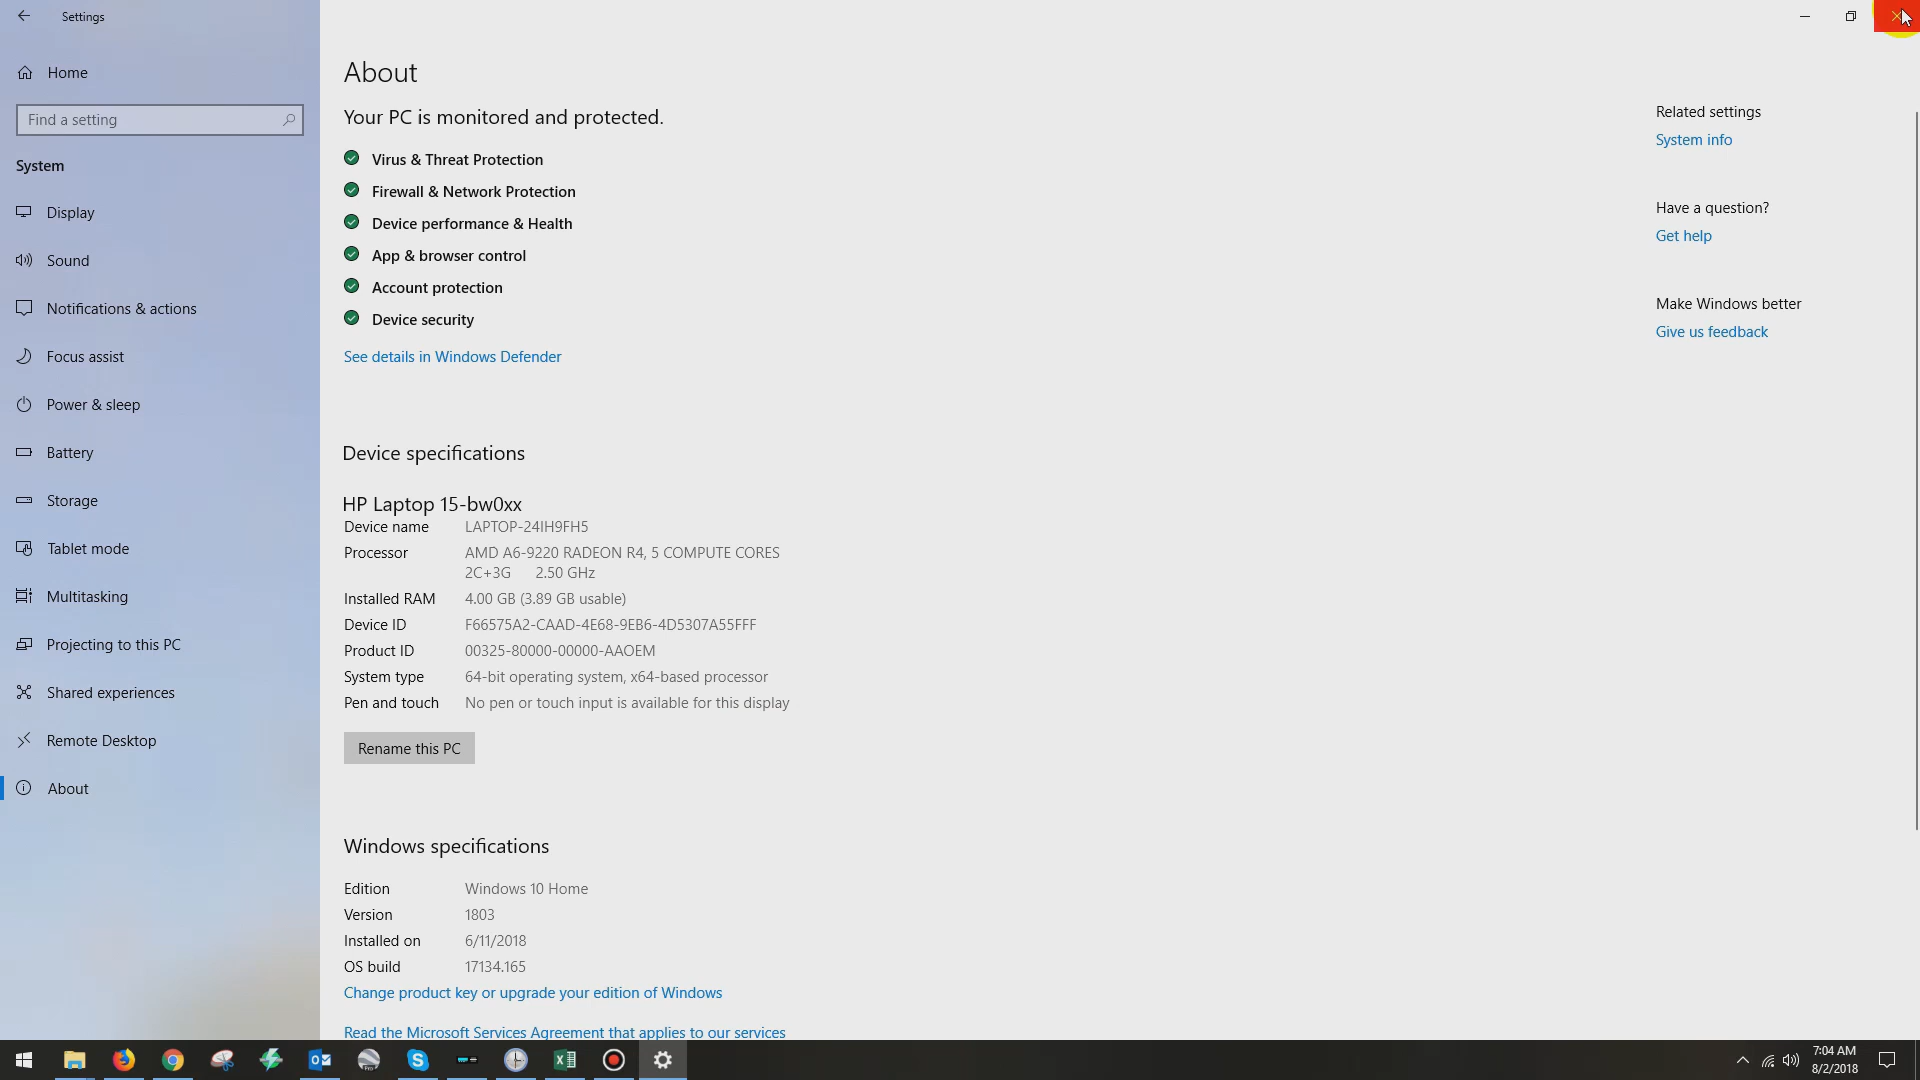 Settings
Home
Find a setting
System
Display
Sound
Notifications & actions
Focus assist
Power & sleep
Battery
Storage
Tablet mode
Multitasking
Projecting to this PC
Shared experiences
Remote Desktop
About
About
Your PC is monitored and protected.
Virus & Threat Protection
Firewall & Network Protection
Device performance & Health
App & browser control
Account protection
Device security
See details in Windows Defender
Device specifications
HP Laptop 15-bw0xx
Device name LAPTOP-24IH9FH5
Processor AMD A6-9220 RADEON R4, 5 COMPUTE CORES
2C+3G 2.50 GHz
Installed RAM 4.00 GB (3.89 GB usable)
Device ID F66575A2-CAAD-4E68-9EB6-4D5307A55FFF
Product ID 00325-80000-00000-AAOEM
System type 64-bit operating system, x64-based processor
Pen and touch No pen or touch input is available for this display
Rename this PC
Windows specifications
Edition Windows 10 Home
Version 1803
Installed on 6/11/2018
OS build 17134.165
Change product key or upgrade your edition of Windows
Read the Microsoft Services Agreement that applies to our services
Related settings
System info
Have a question?
Get help
Make Windows better
Give us feedback
7:04 AM
8/2/2018